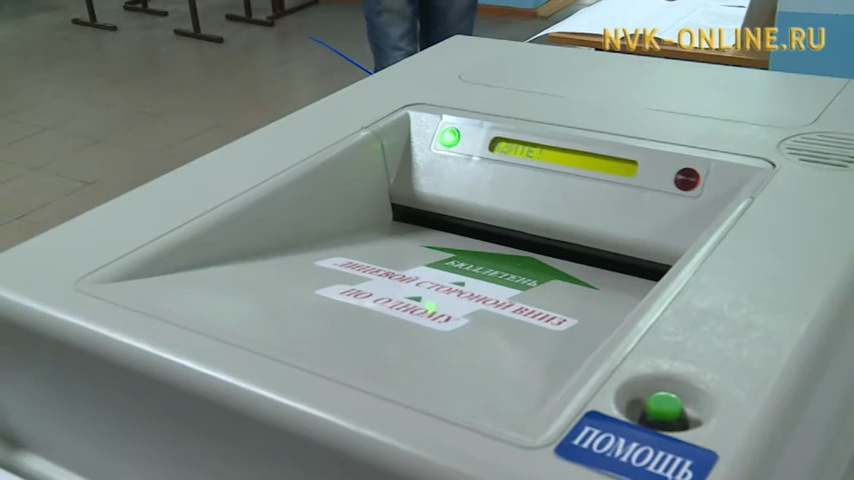 NVK-ONLINE.RU
БЮЛЛЕТЕНЬ
ЛИЦЕВОЙ СТОРОНОЙ ВНИЗ
ПО ОДНОМУ
ПОМОЩЬ